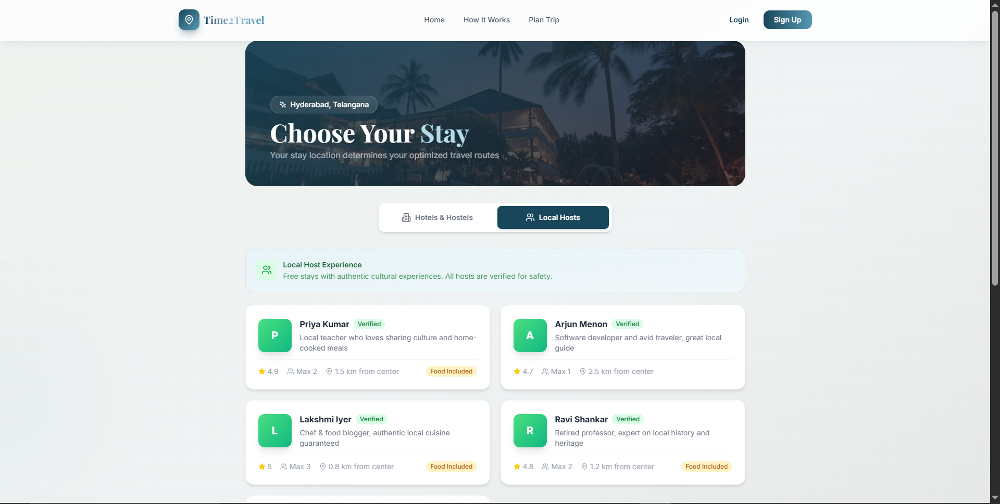 Time2Travel
Home
How It Works
Plan Trip
Login
Sign Up
Hyderabad, Telangana
Choose Your Stay
Your stay location determines your optimized travel routes
Hotels & Hostels
Local Hosts
Local Host Experience
Free stays with authentic cultural experiences. All hosts are verified for safety.
P
Priya Kumar Verified
Local teacher who loves sharing culture and home-
cooked meals
4.9 Max 2 1.5 km from center Food Included
A
Arjun Menon Verified
Software developer and avid traveler, great local
guide
4.7 Max 1 2.5 km from center
L
Lakshmi Iyer Verified
Chef & food blogger, authentic local cuisine
guaranteed
5 Max 3 0.8 km from center Food Included
R
Ravi Shankar Verified
Retired professor, expert on local history and
heritage
4.8 Max 2 1.2 km from center Food Included